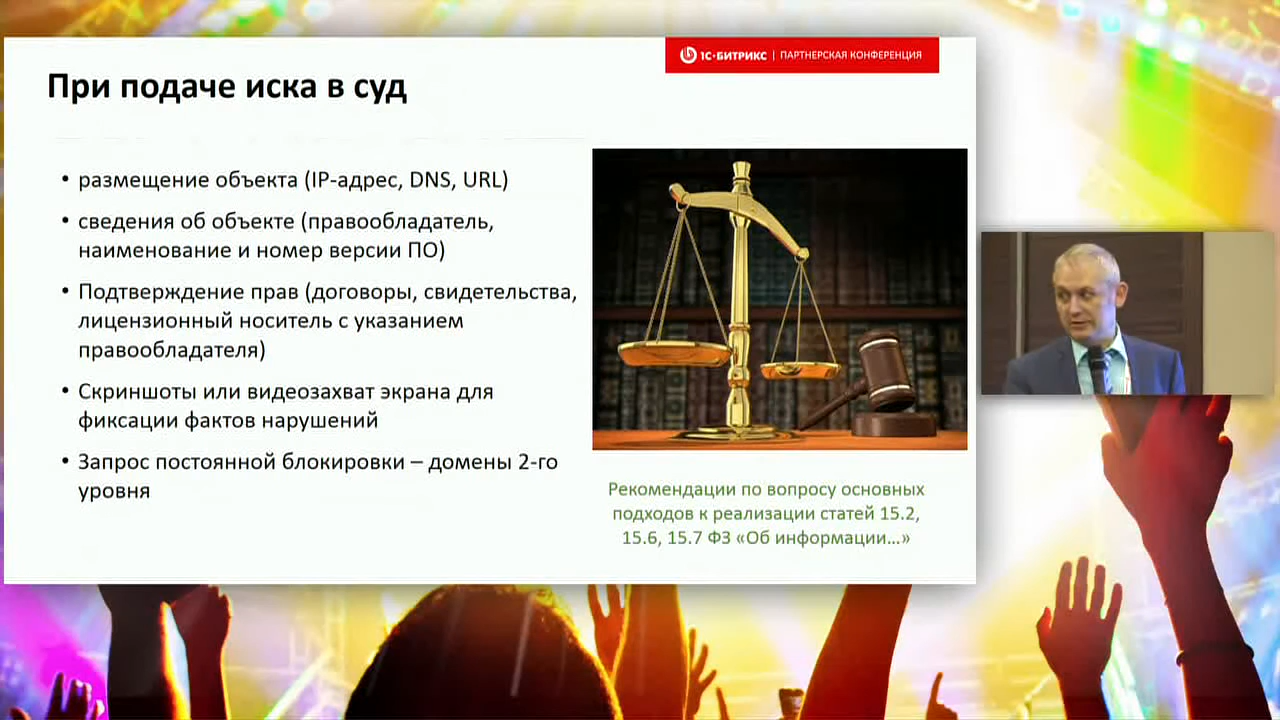 1С·БИТРИКС | ПАРТНЕРСКАЯ КОНФЕРЕНЦИЯ
При подаче иска в суд
• размещение объекта (IP-адрес, DNS, URL)
• сведения об объекте (правообладатель,
наименование и номер версии ПО)
• Подтверждение прав (договоры, свидетельства,
лицензионный носитель с указанием
правообладателя)
• Скриншоты или видеозахват экрана для
фиксации фактов нарушений
• Запрос постоянной блокировки – домены 2-го
уровня
Рекомендации по вопросу основных
подходов к реализации статей 15.2,
15.6, 15.7 ФЗ «Об информации…»